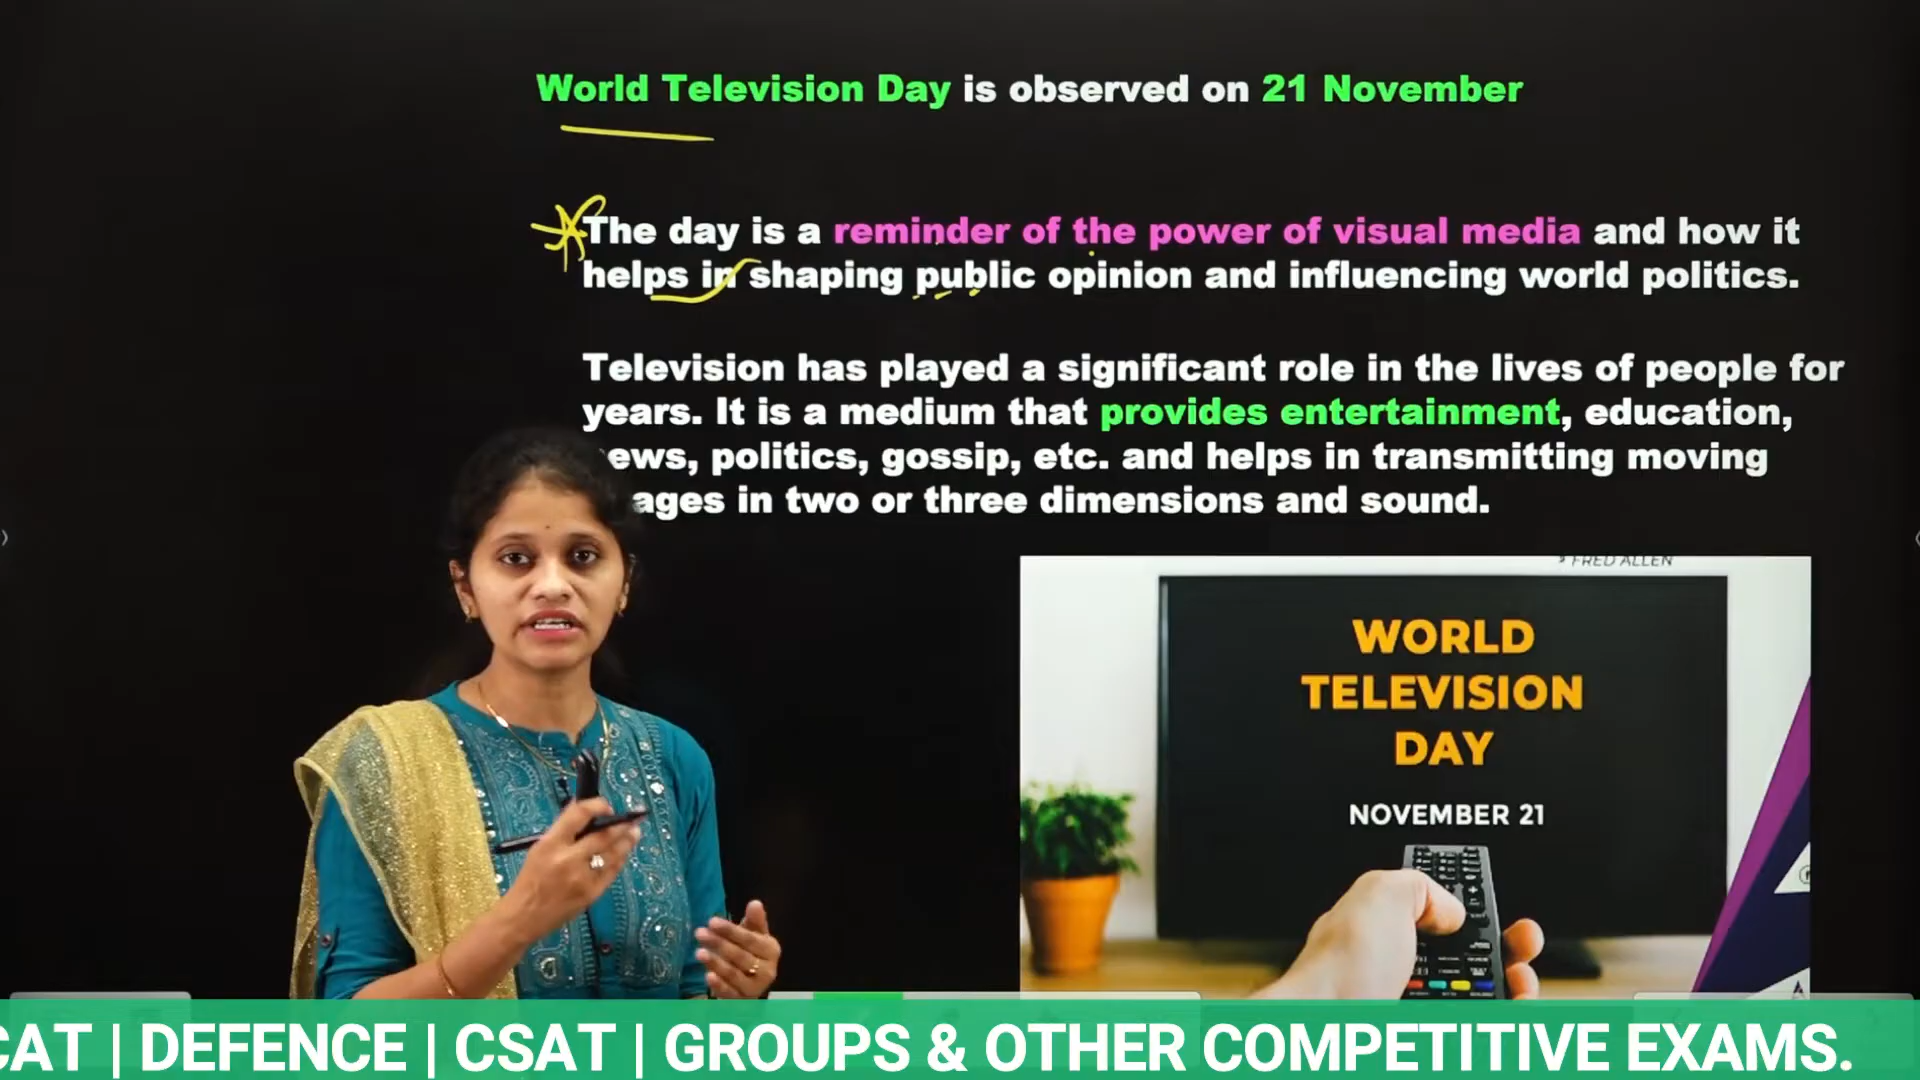 World Television Day is observed on 21 November
The day is a reminder of the power of visual media and how it
helps in shaping public opinion and influencing world politics.
Television has played a significant role in the lives of people for
years. It is a medium that provides entertainment, education,
ews, politics, gossip, etc. and helps in transmitting moving
ages in two or three dimensions and sound.
FRED ALLEN
WORLD
TELEVISION
DAY
NOVEMBER 21
CAT | DEFENCE | CSAT | GROUPS & OTHER COMPETITIVE EXAMS.